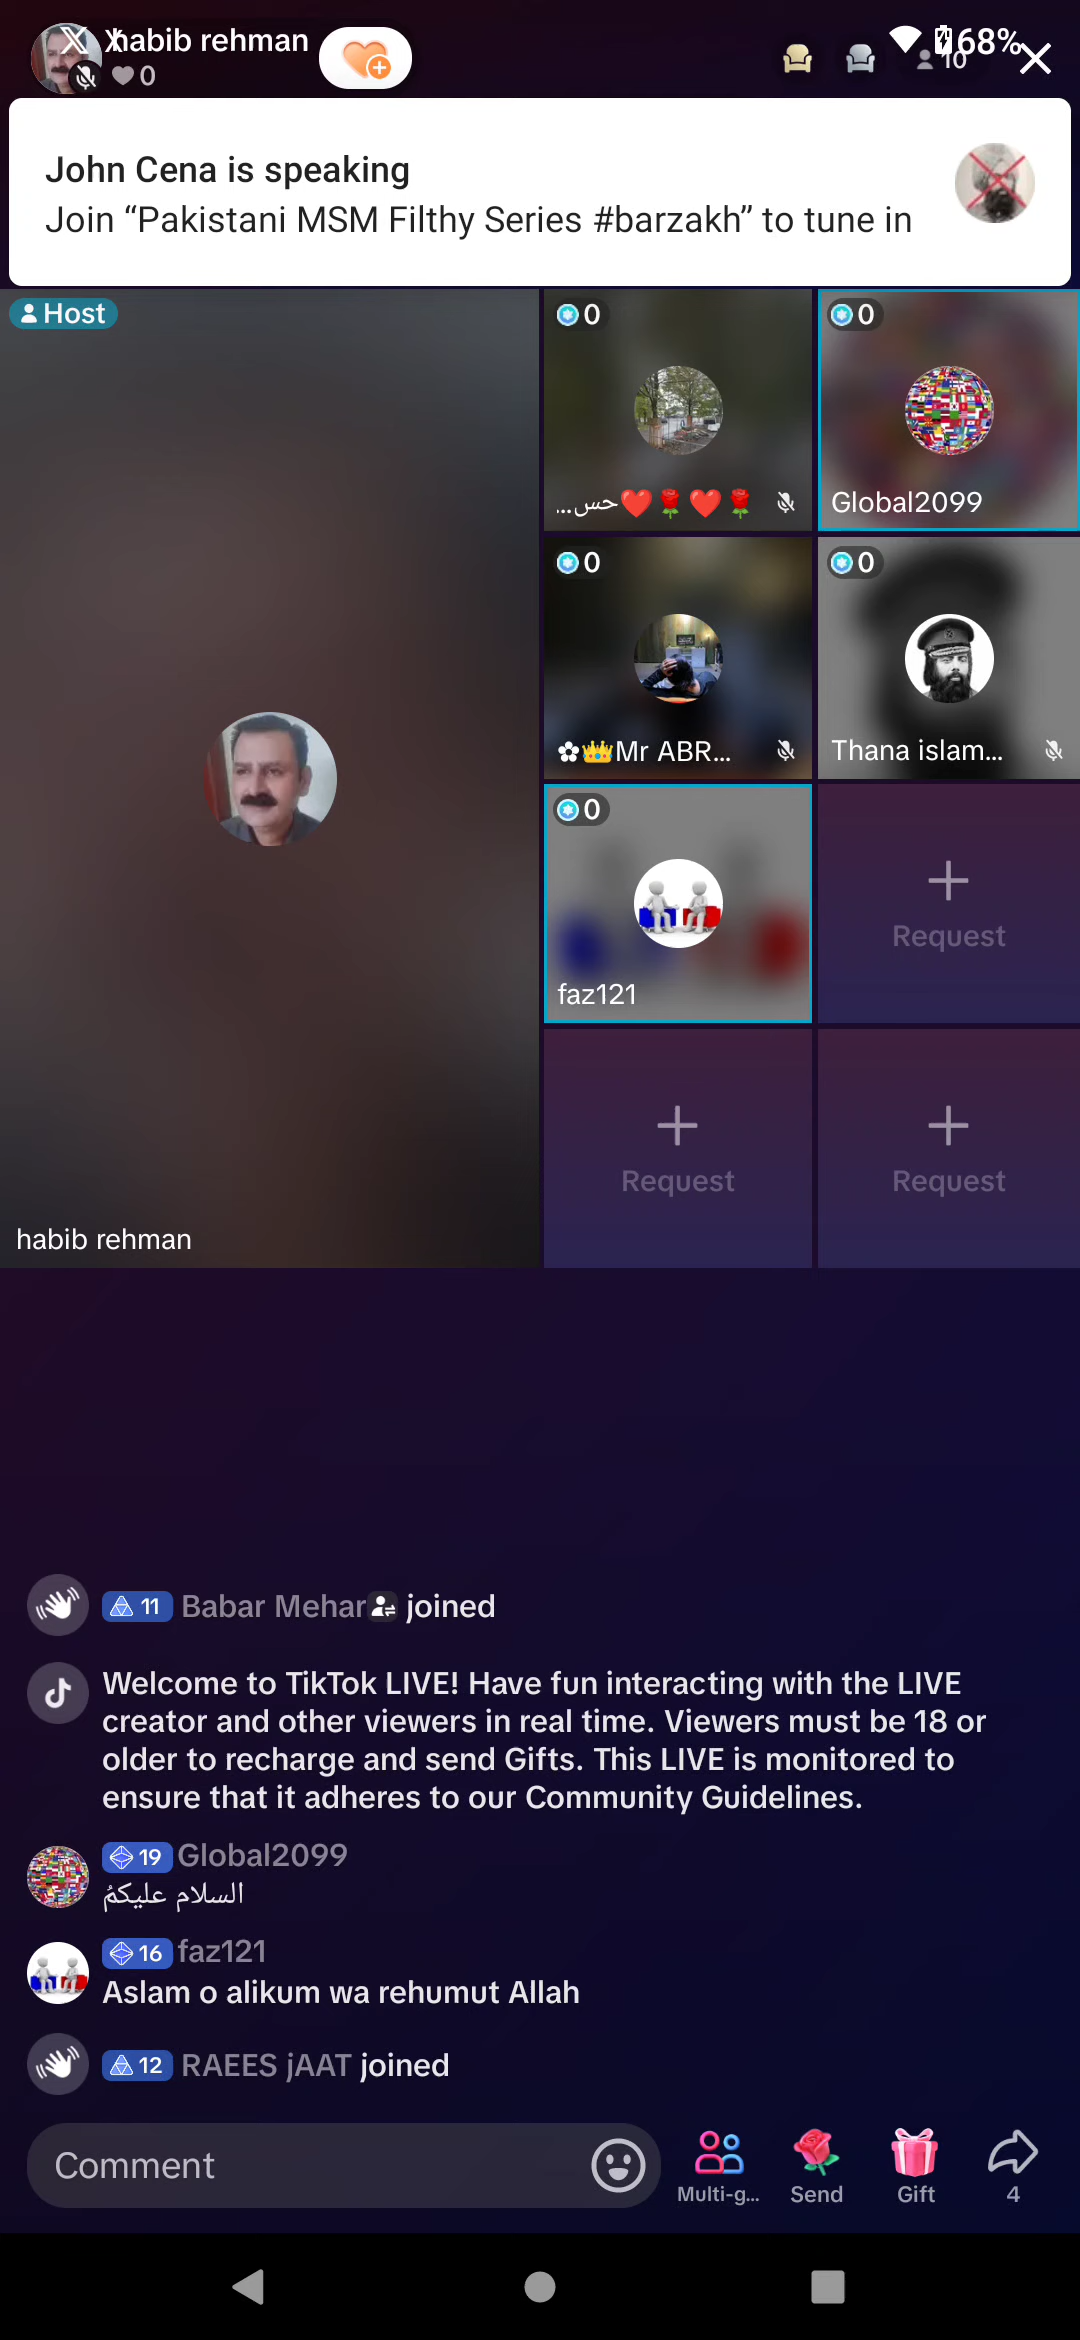 habib rehman
0
68%
10
John Cena is speaking
Join “Pakistani MSM Filthy Series #barzakh” to tune in
Host
0
...حس❤️🌹❤️🌹
0
Global2099
0
✿👑Mr ABR...
0
Thana islam...
0
faz121
Request
Request
Request
habib rehman
11 Babar Mehar joined
Welcome to TikTok LIVE! Have fun interacting with the LIVE
creator and other viewers in real time. Viewers must be 18 or
older to recharge and send Gifts. This LIVE is monitored to
ensure that it adheres to our Community Guidelines.
19 Global2099
السلام عليكمُ
16 faz121
Aslam o alikum wa rehumut Allah
12 RAEES jAAT joined
Comment
Multi-g...
Send
Gift
4